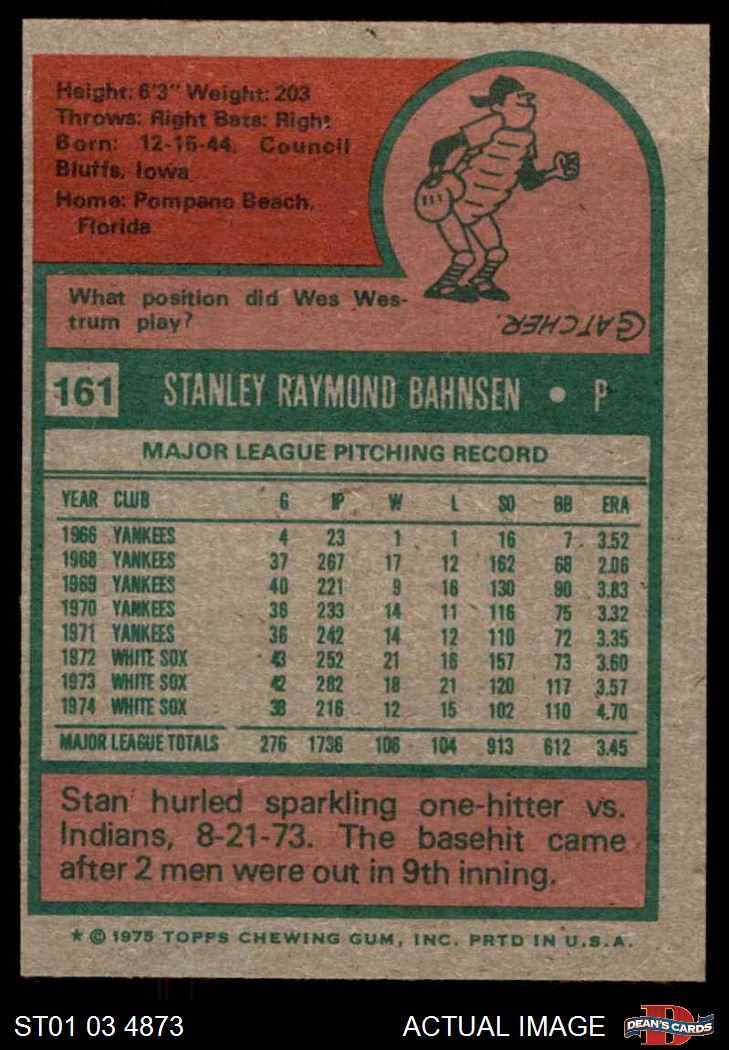 Height: 6'3" Weight: 203
Throws: Right Bats: Right
Born: 12-15-44, Council
Bluffs, Iowa
Home: Pompano Beach,
Florida
What position did Wes Wes-
trum play?
CATCHER.
161 STANLEY RAYMOND BAHNSEN • P
MAJOR LEAGUE PITCHING RECORD
YEAR CLUB G IP W L SO BB ERA
1966 YANKEES 4 23 1 1 16 7 3.52
1968 YANKEES 37 267 17 12 162 68 2.06
1969 YANKEES 40 221 9 16 130 90 3.83
1970 YANKEES 36 233 14 11 116 75 3.32
1971 YANKEES 36 242 14 12 110 72 3.35
1972 WHITE SOX 43 252 21 16 157 73 3.60
1973 WHITE SOX 42 282 18 21 120 117 3.57
1974 WHITE SOX 38 216 12 15 102 110 4.70
MAJOR LEAGUE TOTALS 276 1736 106 104 913 612 3.45
Stan hurled sparkling one-hitter vs.
Indians, 8-21-73. The basehit came
after 2 men were out in 9th inning.
* © 1975 TOPPS CHEWING GUM, INC. PRTD IN U.S.A.
ST01 03 4873 ACTUAL IMAGE D DEAN'S CARDS